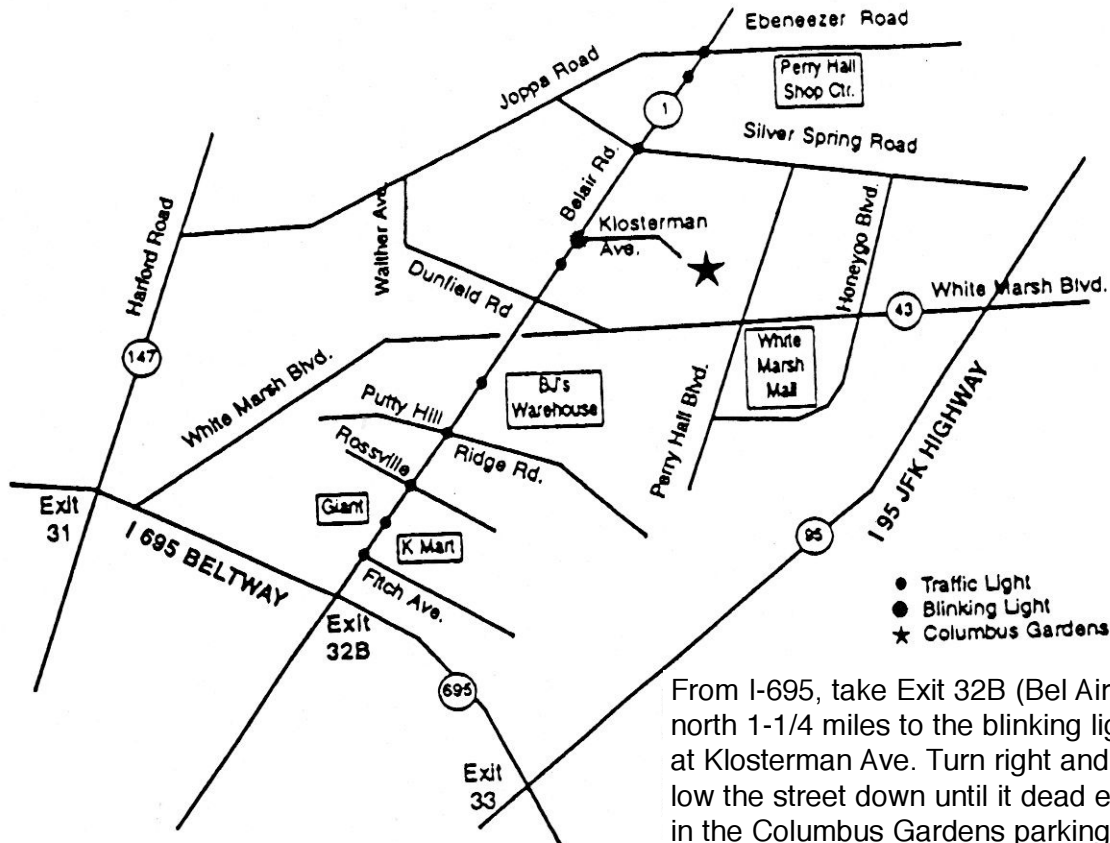 Ebeneezer Road
Perry Hall
Shop Ctr.
Joppa Road
1
Silver Spring Road
Belair Rd.
Harford Road
Walther Ave.
Klosterman
Ave.
Honeygo Blvd.
Dunfield Rd
White Marsh Blvd.
43
147
White Marsh Blvd.
White
Marsh
Mall
BJ's
Warehouse
Perry Hall Blvd.
Putty Hill
Ridge Rd.
Rossville
I 95 JFK HIGHWAY
Exit
31
Giant
K Mart
95
I 695 BELTWAY
Fitch Ave.
Traffic Light
Blinking Light
Columbus Gardens
Exit
32B
695
Exit
33
From I-695, take Exit 32B (Bel Air
north 1-1/4 miles to the blinking lig
at Klosterman Ave. Turn right and
low the street down until it dead e
in the Columbus Gardens parking